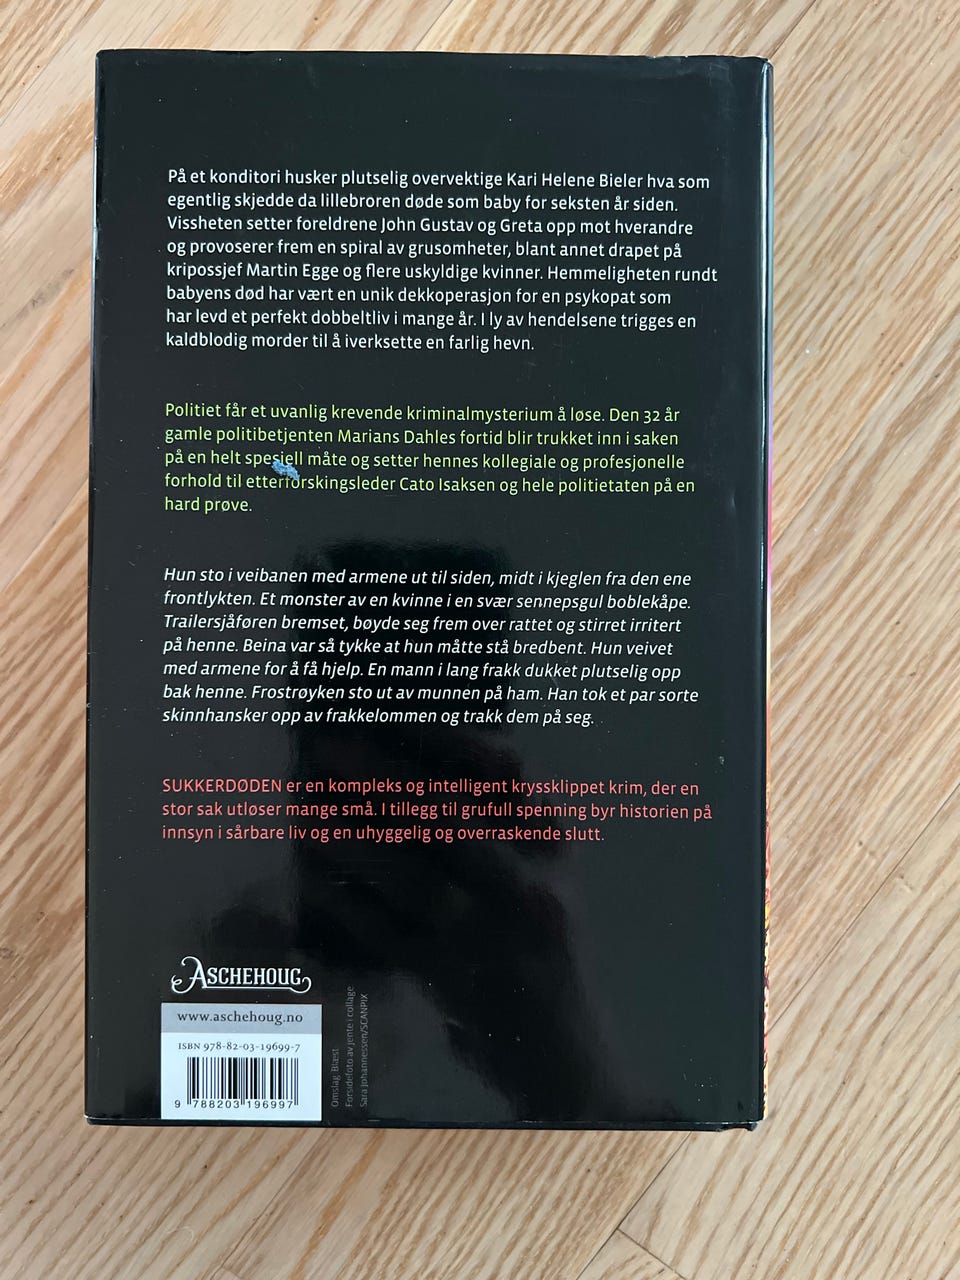 På et konditori husker plutselig overvektige Kari Helene Bieler hva som
egentlig skjedde da lillebroren døde som baby for seksten år siden.
Vissheten setter foreldrene John Gustav og Greta opp mot hverandre
og provoserer frem en spiral av grusomheter, blant annet drapet på
kripossjef Martin Egge og flere uskyldige kvinner. Hemmeligheten rundt
babyens død har vært en unik dekkoperasjon for en psykopat som
har levd et perfekt dobbeltliv i mange år. I ly av hendelsene trigges en
kaldblodig morder til å iverksette en farlig hevn.
Politiet får et uvanlig krevende kriminalmysterium å løse. Den 32 år
gamle politibetjenten Marians Dahles fortid blir trukket inn i saken
på en helt spesiell måte og setter hennes kollegiale og profesjonelle
forhold til etterforskingsleder Cato Isaksen og hele politietaten på en
hard prøve.
Hun sto i veibanen med armene ut til siden, midt i kjeglen fra den ene
frontlykten. Et monster av en kvinne i en svær sennepsgul boblekåpe.
Trailersjåføren bremset, bøyde seg frem over rattet og stirret irritert
på henne. Beina var så tykke at hun måtte stå bredbent. Hun veivet
med armene for å få hjelp. En mann i lang frakk dukket plutselig opp
bak henne. Frostrøyken sto ut av munnen på ham. Han tok et par sorte
skinnhansker opp av frakkelommen og trakk dem på seg.
SUKKERDØDEN er en kompleks og intelligent kryssklippet krim, der en
stor sak utløser mange små. I tillegg til grufull spenning byr historien på
innsyn i sårbare liv og en uhyggelig og overraskende slutt.
ASCHEHOUG
www.aschehoug.no
ISBN 978-82-03-19699-7
9 788203 196997
Omslag: Blæst
Forsidefoto av jente i collage
Sara Johannessen/SCANPIX